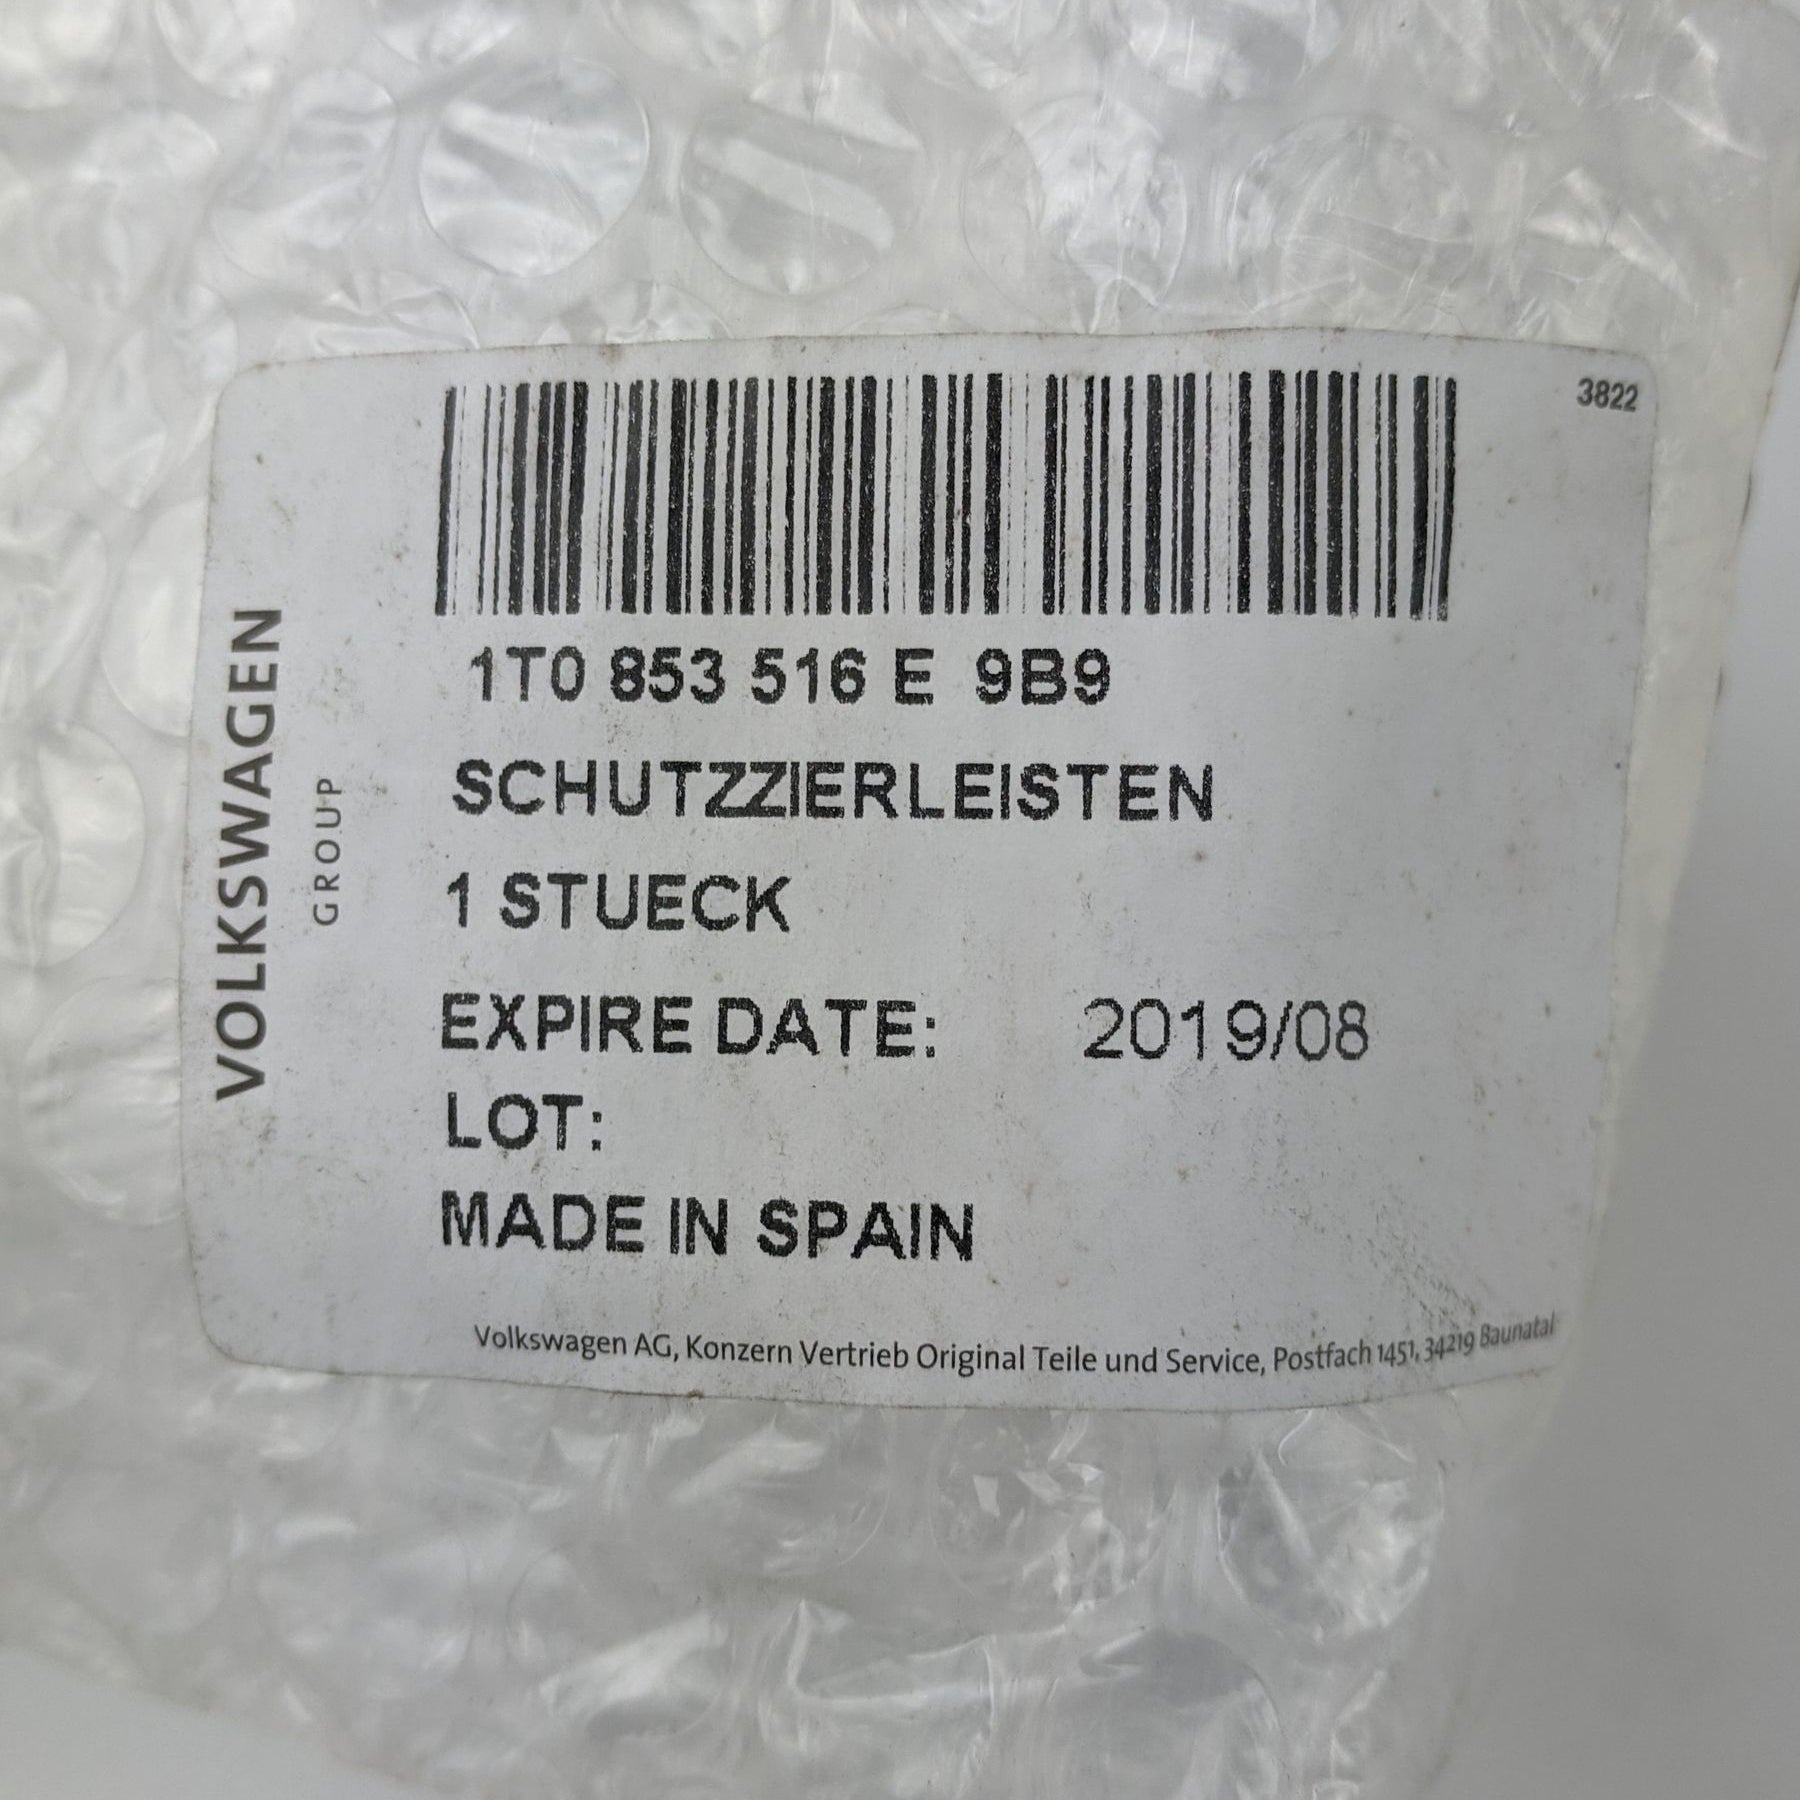 3822
1T0 853 516 E 9B9
SCHUTZZIERLEISTEN
1 STUECK
EXPIRE DATE: 2019/08
LOT:
MADE IN SPAIN
VOLKSWAGEN
GROUP
Volkswagen AG, Konzern Vertrieb Original Teile und Service, Postfach 1451, 34219 Baunatal